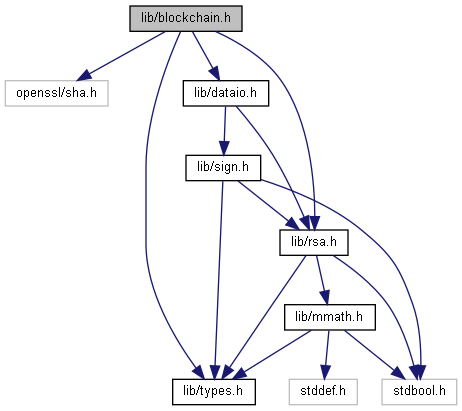 lib/blockchain.h
openssl/sha.h
lib/dataio.h
lib/sign.h
lib/rsa.h
lib/mmath.h
lib/types.h
stddef.h
stdbool.h